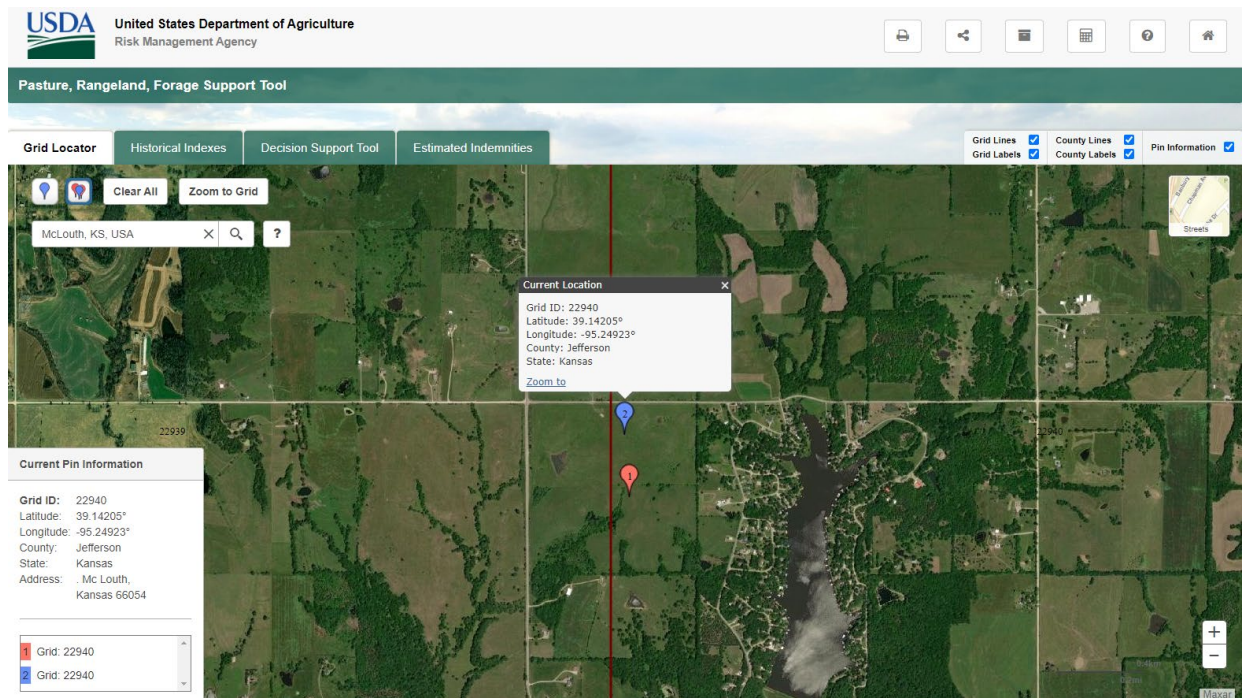 USDA
United States Department of Agriculture
Risk Management Agency
Pasture, Rangeland, Forage Support Tool
Grid Locator
Historical Indexes
Decision Support Tool
Estimated Indemnities
Grid Lines
Grid Labels
County Lines
County Labels
Pin Information
Clear All
Zoom to Grid
McLouth, KS, USA
?
Streets
Current Location
Grid ID: 22940
Latitude: 39.14205°
Longitude: -95.24923°
County: Jefferson
State: Kansas
Zoom to
2
1
22939
22940
Current Pin Information
Grid ID: 22940
Latitude: 39.14205°
Longitude: -95.24923°
County: Jefferson
State: Kansas
Address: . Mc Louth,
Kansas 66054
1 Grid: 22940
2 Grid: 22940
+
−
Maxar